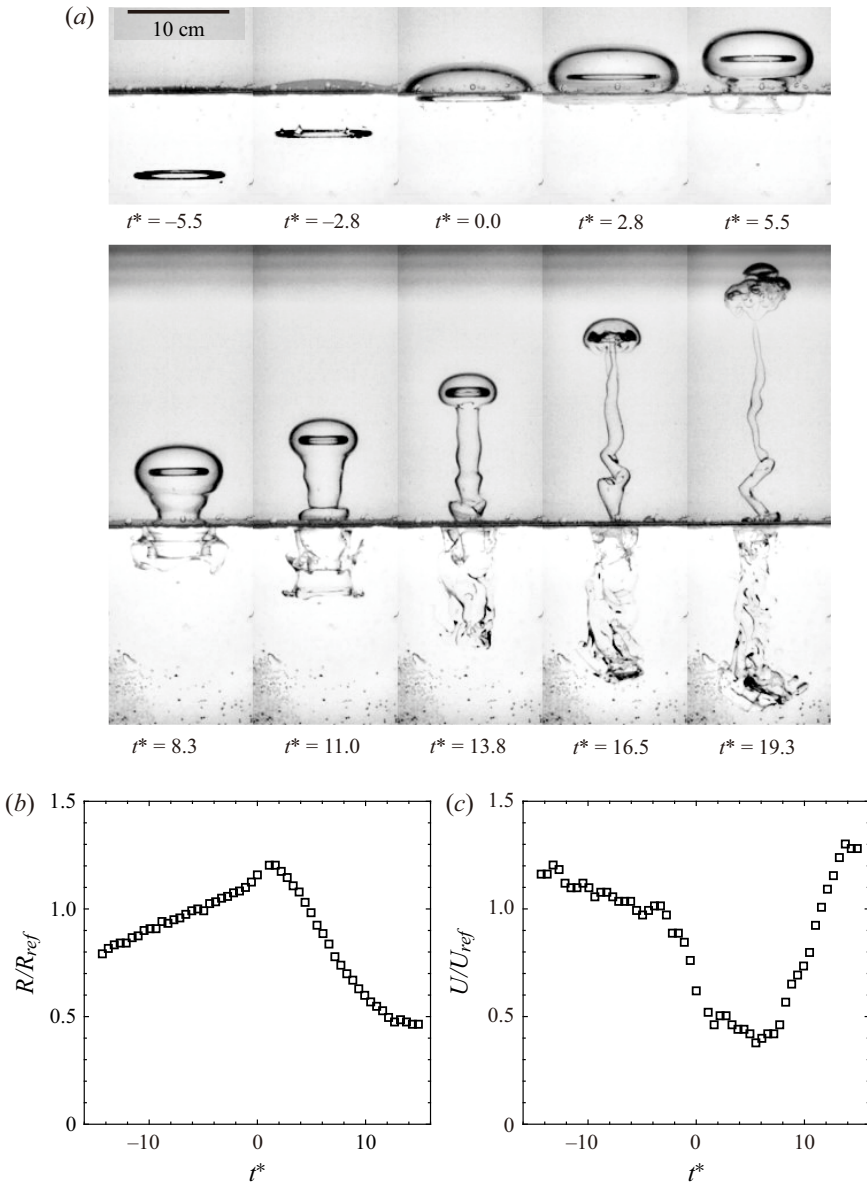 (a)
10 cm
t* = –5.5
t* = –2.8
t* = 0.0
t* = 2.8
t* = 5.5
t* = 8.3
t* = 11.0
t* = 13.8
t* = 16.5
t* = 19.3
(b)
1.5
1.0
0.5
0
R/Rref
–10
0
10
t*
(c)
1.5
1.0
0.5
0
U/Uref
–10
0
10
t*